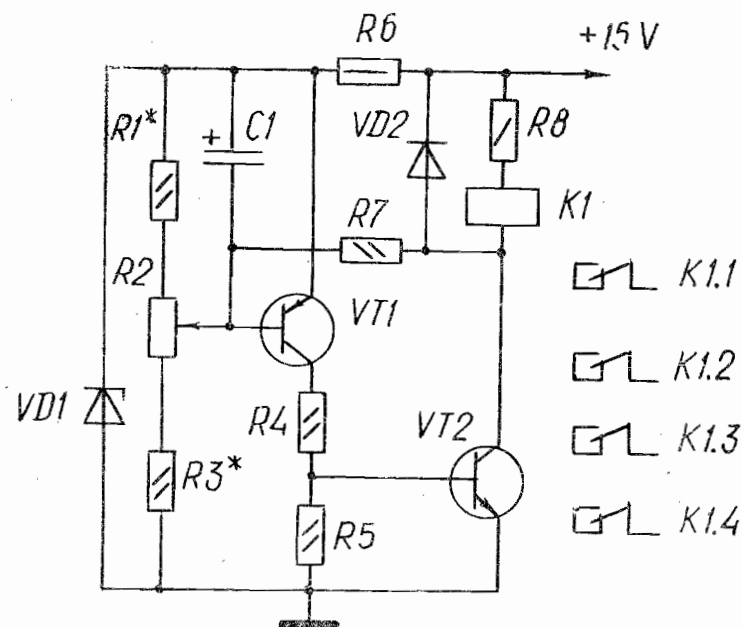 R6
+15 V
R1*
C1
VD2
R8
R7
K1
R2
VT1
K1.1
K1.2
VD1
R4
VT2
K1.3
R3*
R5
K1.4
+